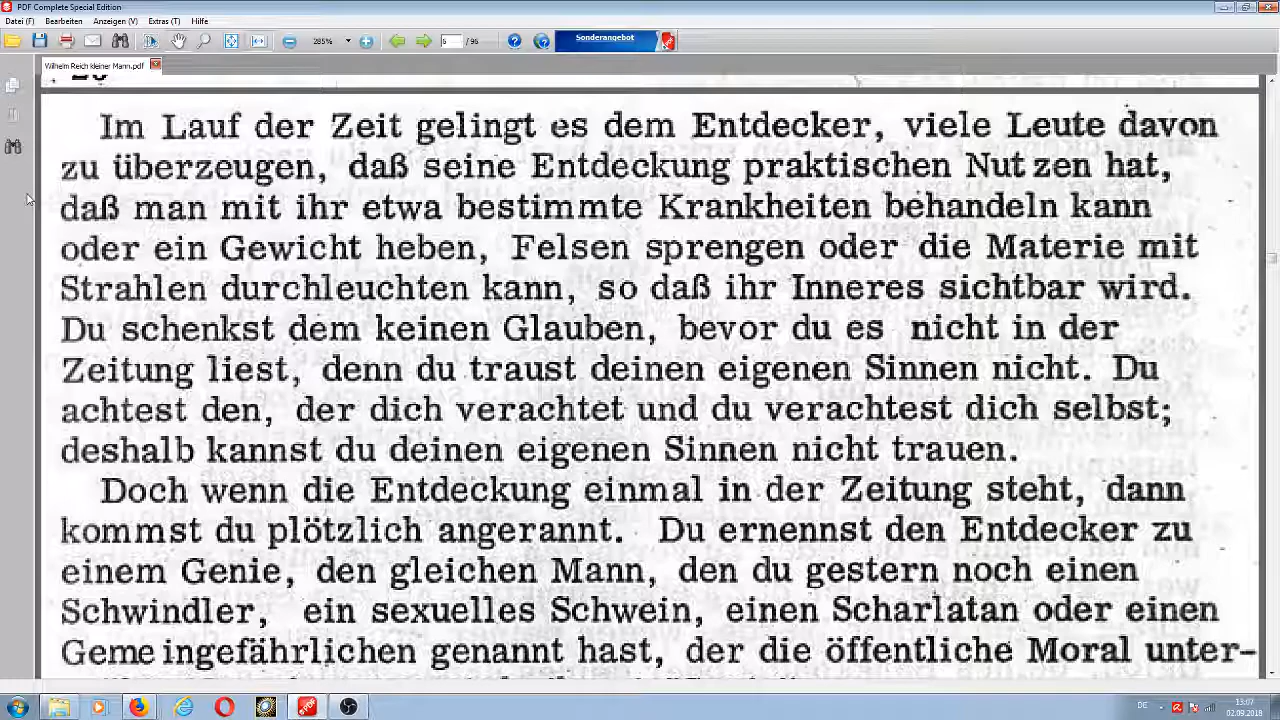 PDF Complete Special Edition
Datei (F) Bearbeiten Anzeigen (V) Extras (T) Hilfe
285% 5 / 96 Sonderangebot
Wilhelm Reich kleiner Mann.pdf
Im Lauf der Zeit gelingt es dem Entdecker, viele Leute davon
zu überzeugen, daß seine Entdeckung praktischen Nutzen hat,
daß man mit ihr etwa bestimmte Krankheiten behandeln kann
oder ein Gewicht heben, Felsen sprengen oder die Materie mit
Strahlen durchleuchten kann, so daß ihr Inneres sichtbar wird.
Du schenkst dem keinen Glauben, bevor du es nicht in der
Zeitung liest, denn du traust deinen eigenen Sinnen nicht. Du
achtest den, der dich verachtet und du verachtest dich selbst;
deshalb kannst du deinen eigenen Sinnen nicht trauen.
Doch wenn die Entdeckung einmal in der Zeitung steht, dann
kommst du plötzlich angerannt. Du ernennst den Entdecker zu
einem Genie, den gleichen Mann, den du gestern noch einen
Schwindler, ein sexuelles Schwein, einen Scharlatan oder einen
Gemeingefährlichen genannt hast, der die öffentliche Moral unter-
DE 13:07
02.09.2018